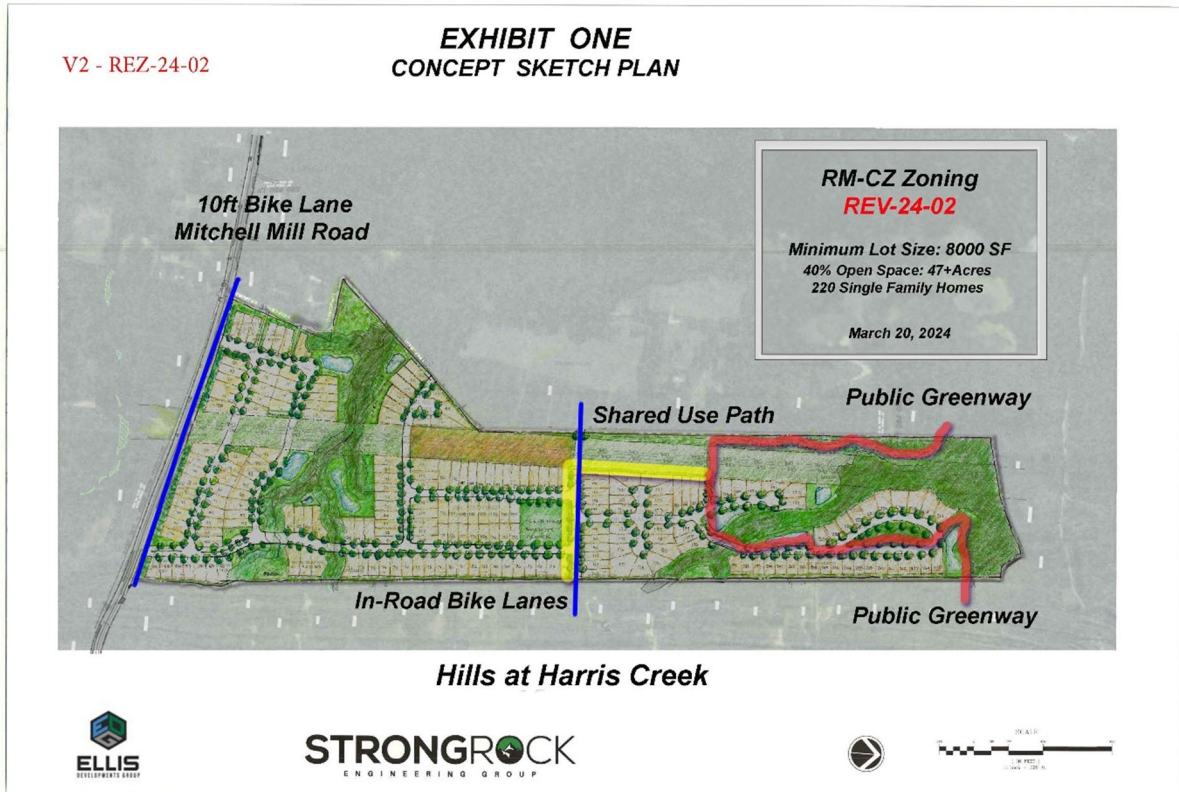 EXHIBIT ONE
CONCEPT SKETCH PLAN
V2 - REZ-24-02
10ft Bike Lane
Mitchell Mill Road
RM-CZ Zoning
REV-24-02
Minimum Lot Size: 8000 SF
40% Open Space: 47+Acres
220 Single Family Homes
March 20, 2024
Shared Use Path
Public Greenway
In-Road Bike Lanes
Public Greenway
Hills at Harris Creek
ELLIS
DEVELOPMENTS GROUP
STRONGROCK
ENGINEERING GROUP
SCALE